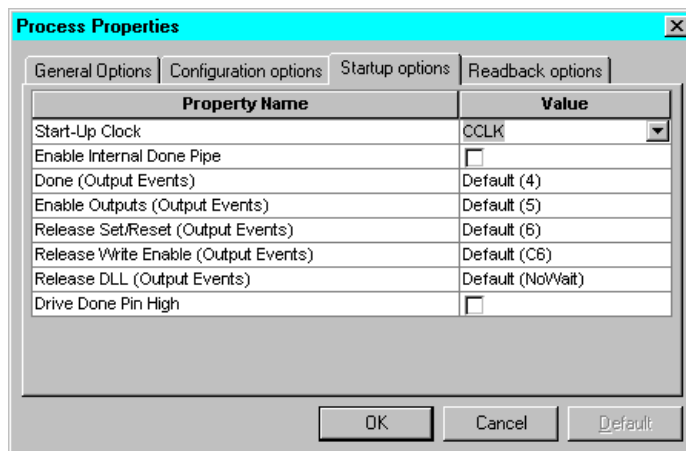 Process Properties
General Options Configuration options Startup options Readback options
Property Name Value
Start-Up Clock CCLK
Enable Internal Done Pipe
Done (Output Events) Default (4)
Enable Outputs (Output Events) Default (5)
Release Set/Reset (Output Events) Default (6)
Release Write Enable (Output Events) Default (C6)
Release DLL (Output Events) Default (NoWait)
Drive Done Pin High
OK Cancel Default